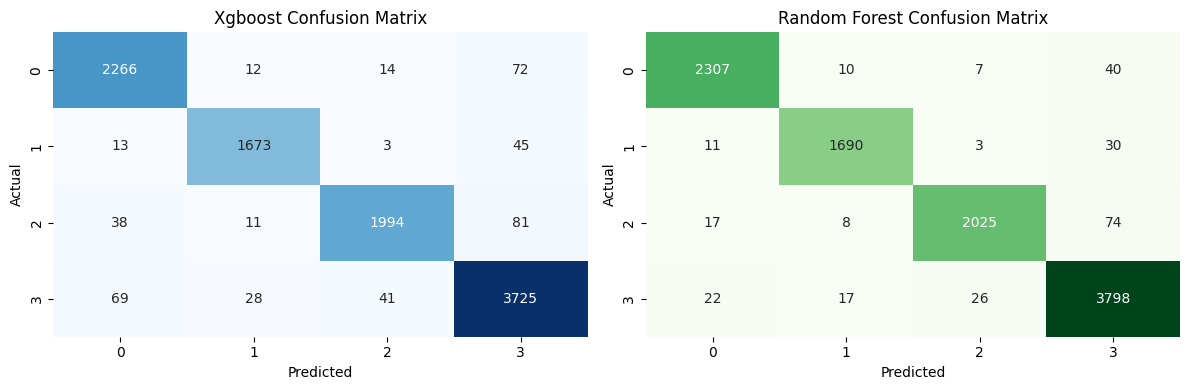 Xgboost Confusion Matrix
Actual
0
2266 12 14 72
1
13 1673 3 45
2
38 11 1994 81
3
69 28 41 3725
0 1 2 3
Predicted
Random Forest Confusion Matrix
Actual
0
2307 10 7 40
1
11 1690 3 30
2
17 8 2025 74
3
22 17 26 3798
0 1 2 3
Predicted